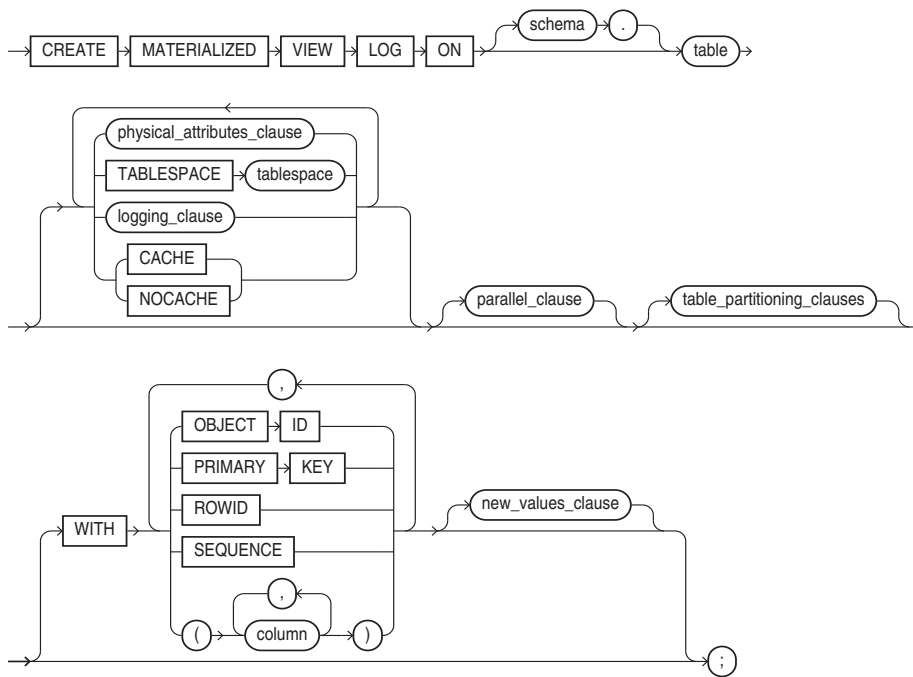 CREATE MATERIALIZED VIEW LOG ON schema . table
physical_attributes_clause
TABLESPACE tablespace
logging_clause
CACHE
NOCACHE
parallel_clause table_partitioning_clauses
,
OBJECT ID
PRIMARY KEY
ROWID
SEQUENCE
,
( column )
WITH
new_values_clause
;